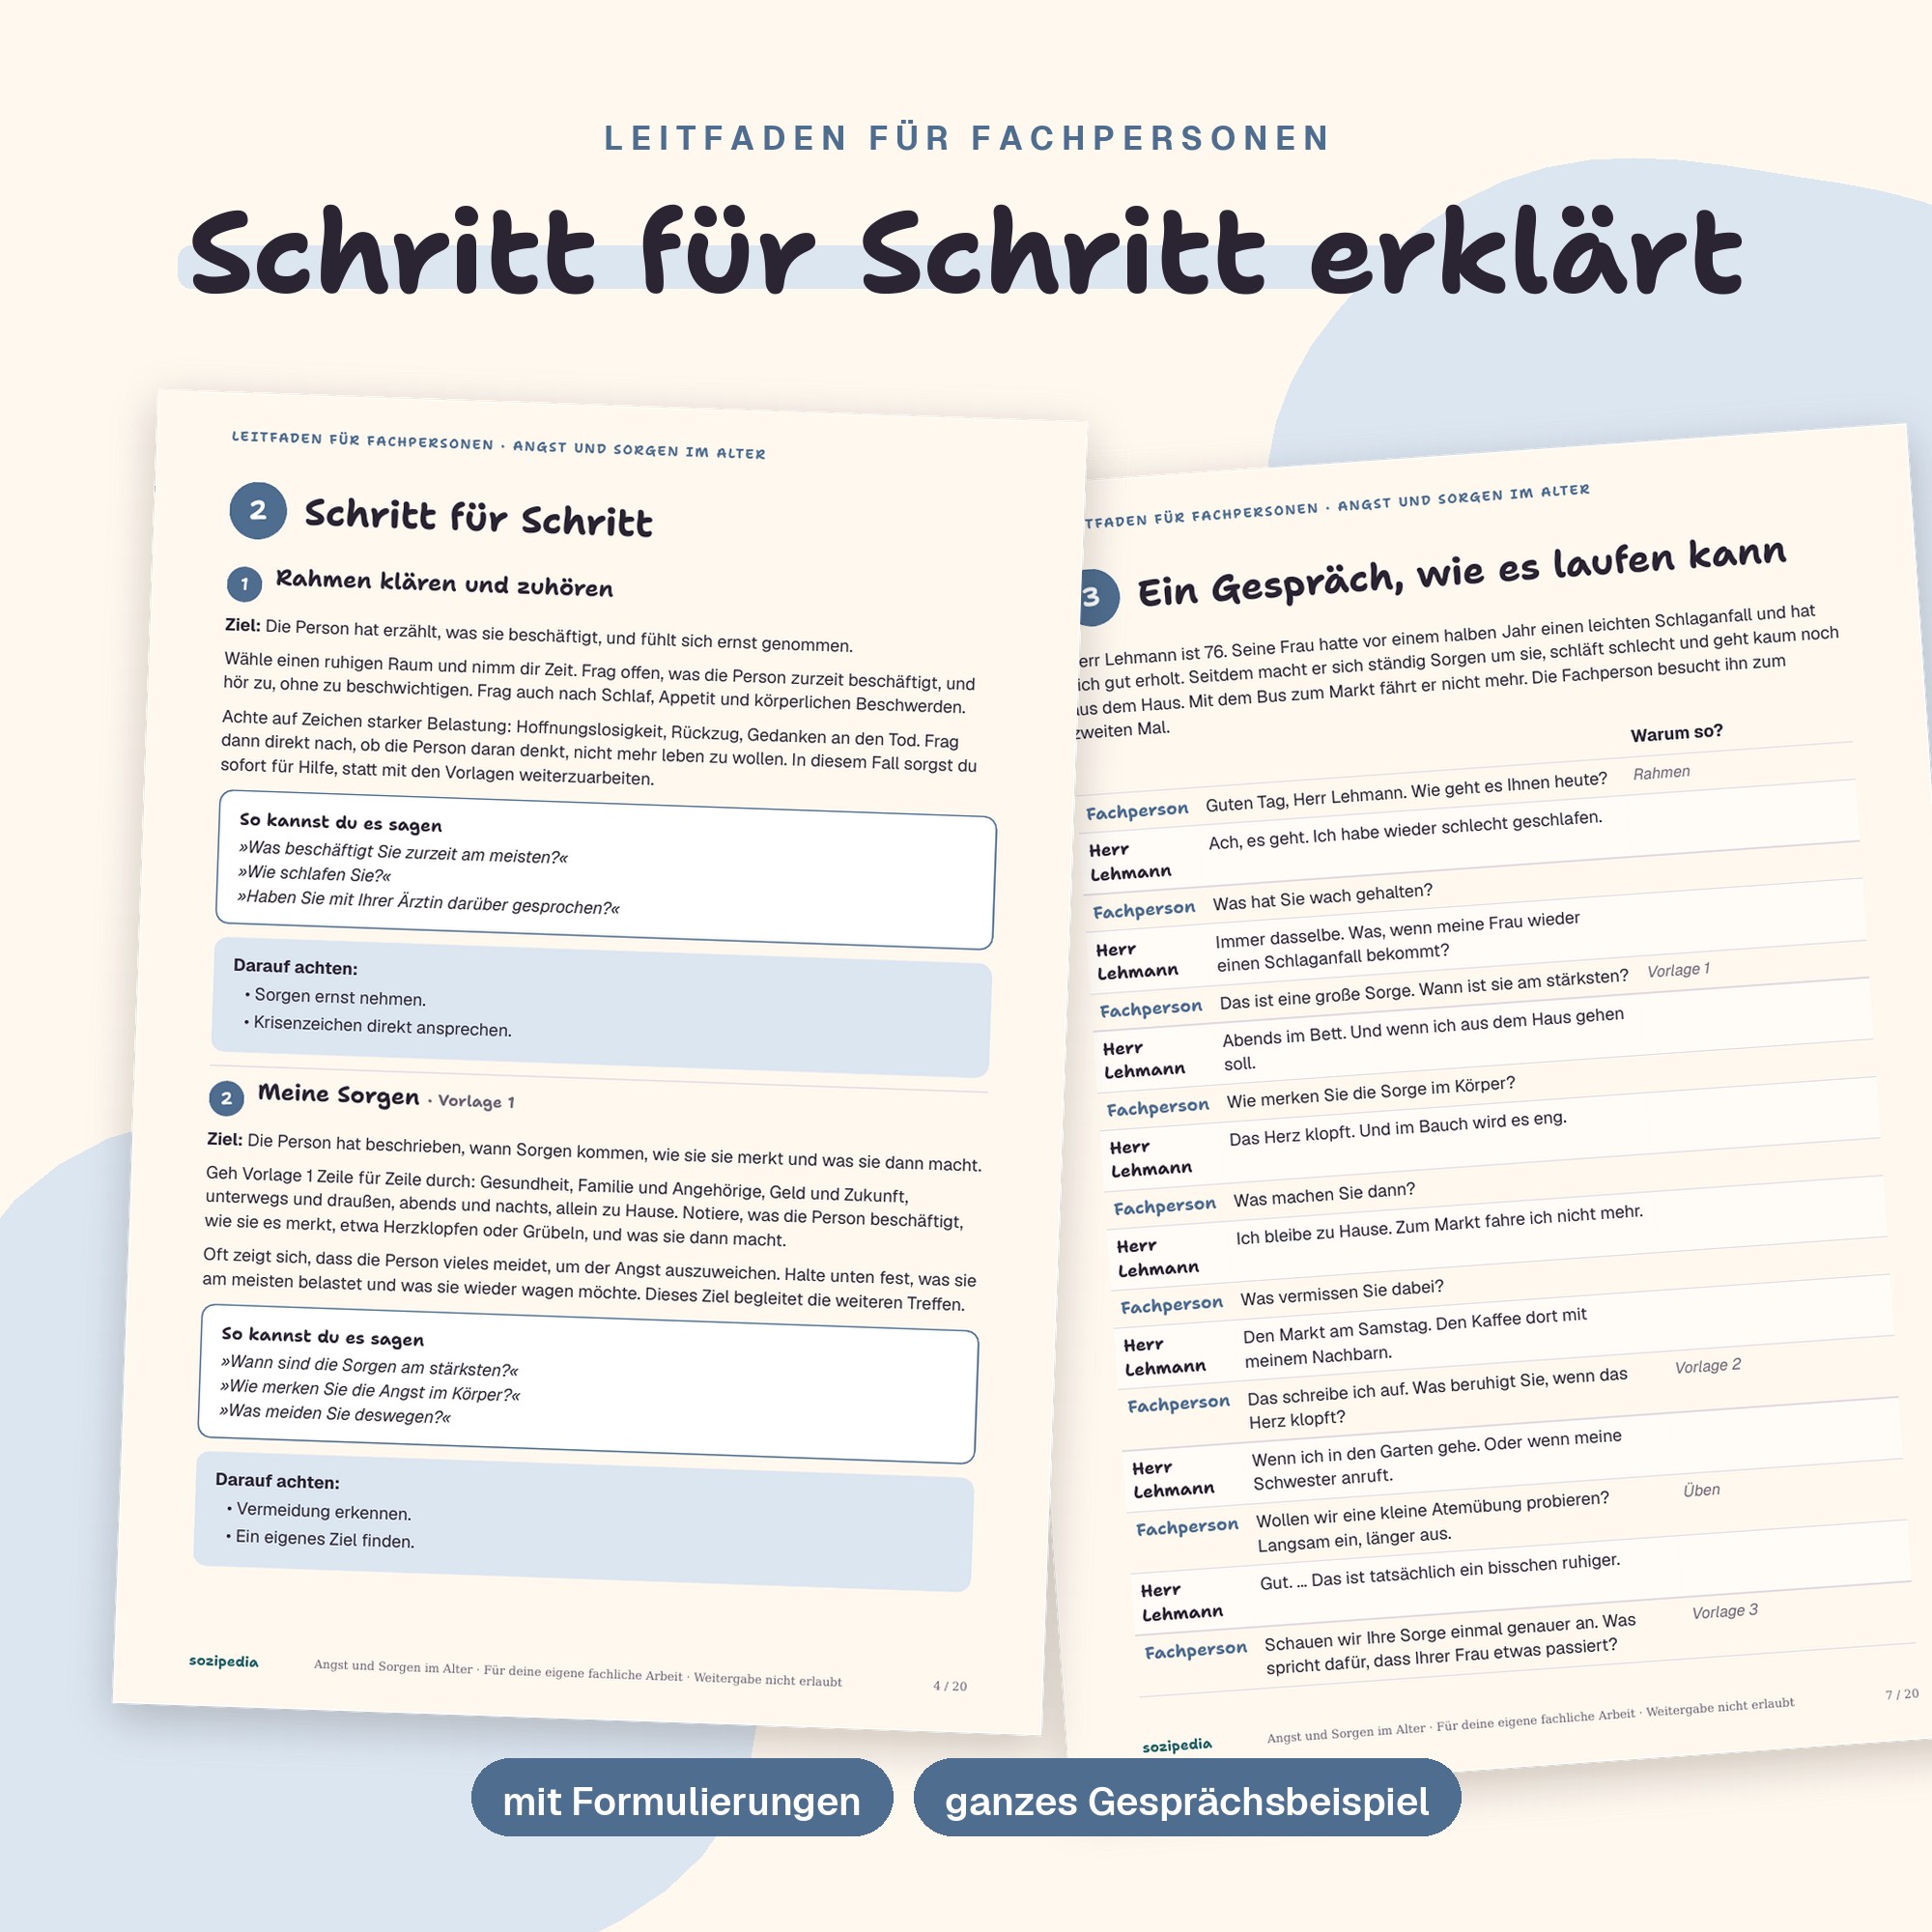 LEITFADEN FÜR FACHPERSONEN
Schritt für Schritt erklärt
LEITFADEN FÜR FACHPERSONEN · ANGST UND SORGEN IM ALTER
2 Schritt für Schritt
1 Rahmen klären und zuhören
Ziel: Die Person hat erzählt, was sie beschäftigt, und fühlt sich ernst genommen.
Wähle einen ruhigen Raum und nimm dir Zeit. Frag offen, was die Person zurzeit beschäftigt, und
hör zu, ohne zu beschwichtigen. Frag auch nach Schlaf, Appetit und körperlichen Beschwerden.
Achte auf Zeichen starker Belastung: Hoffnungslosigkeit, Rückzug, Gedanken an den Tod. Frag
dann direkt nach, ob die Person daran denkt, nicht mehr leben zu wollen. In diesem Fall sorgst du
sofort für Hilfe, statt mit den Vorlagen weiterzuarbeiten.
So kannst du es sagen
»Was beschäftigt Sie zurzeit am meisten?«
»Wie schlafen Sie?«
»Haben Sie mit Ihrer Ärztin darüber gesprochen?«
Darauf achten:
• Sorgen ernst nehmen.
• Krisenzeichen direkt ansprechen.
2 Meine Sorgen · Vorlage 1
Ziel: Die Person hat beschrieben, wann Sorgen kommen, wie sie sie merkt und was sie dann macht.
Geh Vorlage 1 Zeile für Zeile durch: Gesundheit, Familie und Angehörige, Geld und Zukunft,
unterwegs und draußen, abends und nachts, allein zu Hause. Notiere, was die Person beschäftigt,
wie sie es merkt, etwa Herzklopfen oder Grübeln, und was sie dann macht.
Oft zeigt sich, dass die Person vieles meidet, um der Angst auszuweichen. Halte unten fest, was sie
am meisten belastet und was sie wieder wagen möchte. Dieses Ziel begleitet die weiteren Treffen.
So kannst du es sagen
»Wann sind die Sorgen am stärksten?«
»Wie merken Sie die Angst im Körper?«
»Was meiden Sie deswegen?«
Darauf achten:
• Vermeidung erkennen.
• Ein eigenes Ziel finden.
sozipedia Angst und Sorgen im Alter · Für deine eigene fachliche Arbeit · Weitergabe nicht erlaubt 4 / 20
TFADEN FÜR FACHPERSONEN · ANGST UND SORGEN IM ALTER
3 Ein Gespräch, wie es laufen kann
err Lehmann ist 76. Seine Frau hatte vor einem halben Jahr einen leichten Schlaganfall und hat
ich gut erholt. Seitdem macht er sich ständig Sorgen um sie, schläft schlecht und geht kaum noch
aus dem Haus. Mit dem Bus zum Markt fährt er nicht mehr. Die Fachperson besucht ihn zum
zweiten Mal.
Warum so?
Fachperson Guten Tag, Herr Lehmann. Wie geht es Ihnen heute? Rahmen
Herr Ach, es geht. Ich habe wieder schlecht geschlafen.
Lehmann
Fachperson Was hat Sie wach gehalten?
Herr Immer dasselbe. Was, wenn meine Frau wieder
Lehmann einen Schlaganfall bekommt?
Fachperson Das ist eine große Sorge. Wann ist sie am stärksten? Vorlage 1
Herr Abends im Bett. Und wenn ich aus dem Haus gehen
Lehmann soll.
Fachperson Wie merken Sie die Sorge im Körper?
Herr Das Herz klopft. Und im Bauch wird es eng.
Lehmann
Fachperson Was machen Sie dann?
Herr Ich bleibe zu Hause. Zum Markt fahre ich nicht mehr.
Lehmann
Fachperson Was vermissen Sie dabei?
Herr Den Markt am Samstag. Den Kaffee dort mit
Lehmann meinem Nachbarn.
Fachperson Das schreibe ich auf. Was beruhigt Sie, wenn das Vorlage 2
Herz klopft?
Herr Wenn ich in den Garten gehe. Oder wenn meine
Lehmann Schwester anruft.
Fachperson Wollen wir eine kleine Atemübung probieren? Üben
Langsam ein, länger aus.
Herr Gut. ... Das ist tatsächlich ein bisschen ruhiger.
Lehmann
Fachperson Schauen wir Ihre Sorge einmal genauer an. Was Vorlage 3
spricht dafür, dass Ihrer Frau etwas passiert?
sozipedia Angst und Sorgen im Alter · Für deine eigene fachliche Arbeit · Weitergabe nicht erlaubt 7 / 20
mit Formulierungen
ganzes Gesprächsbeispiel